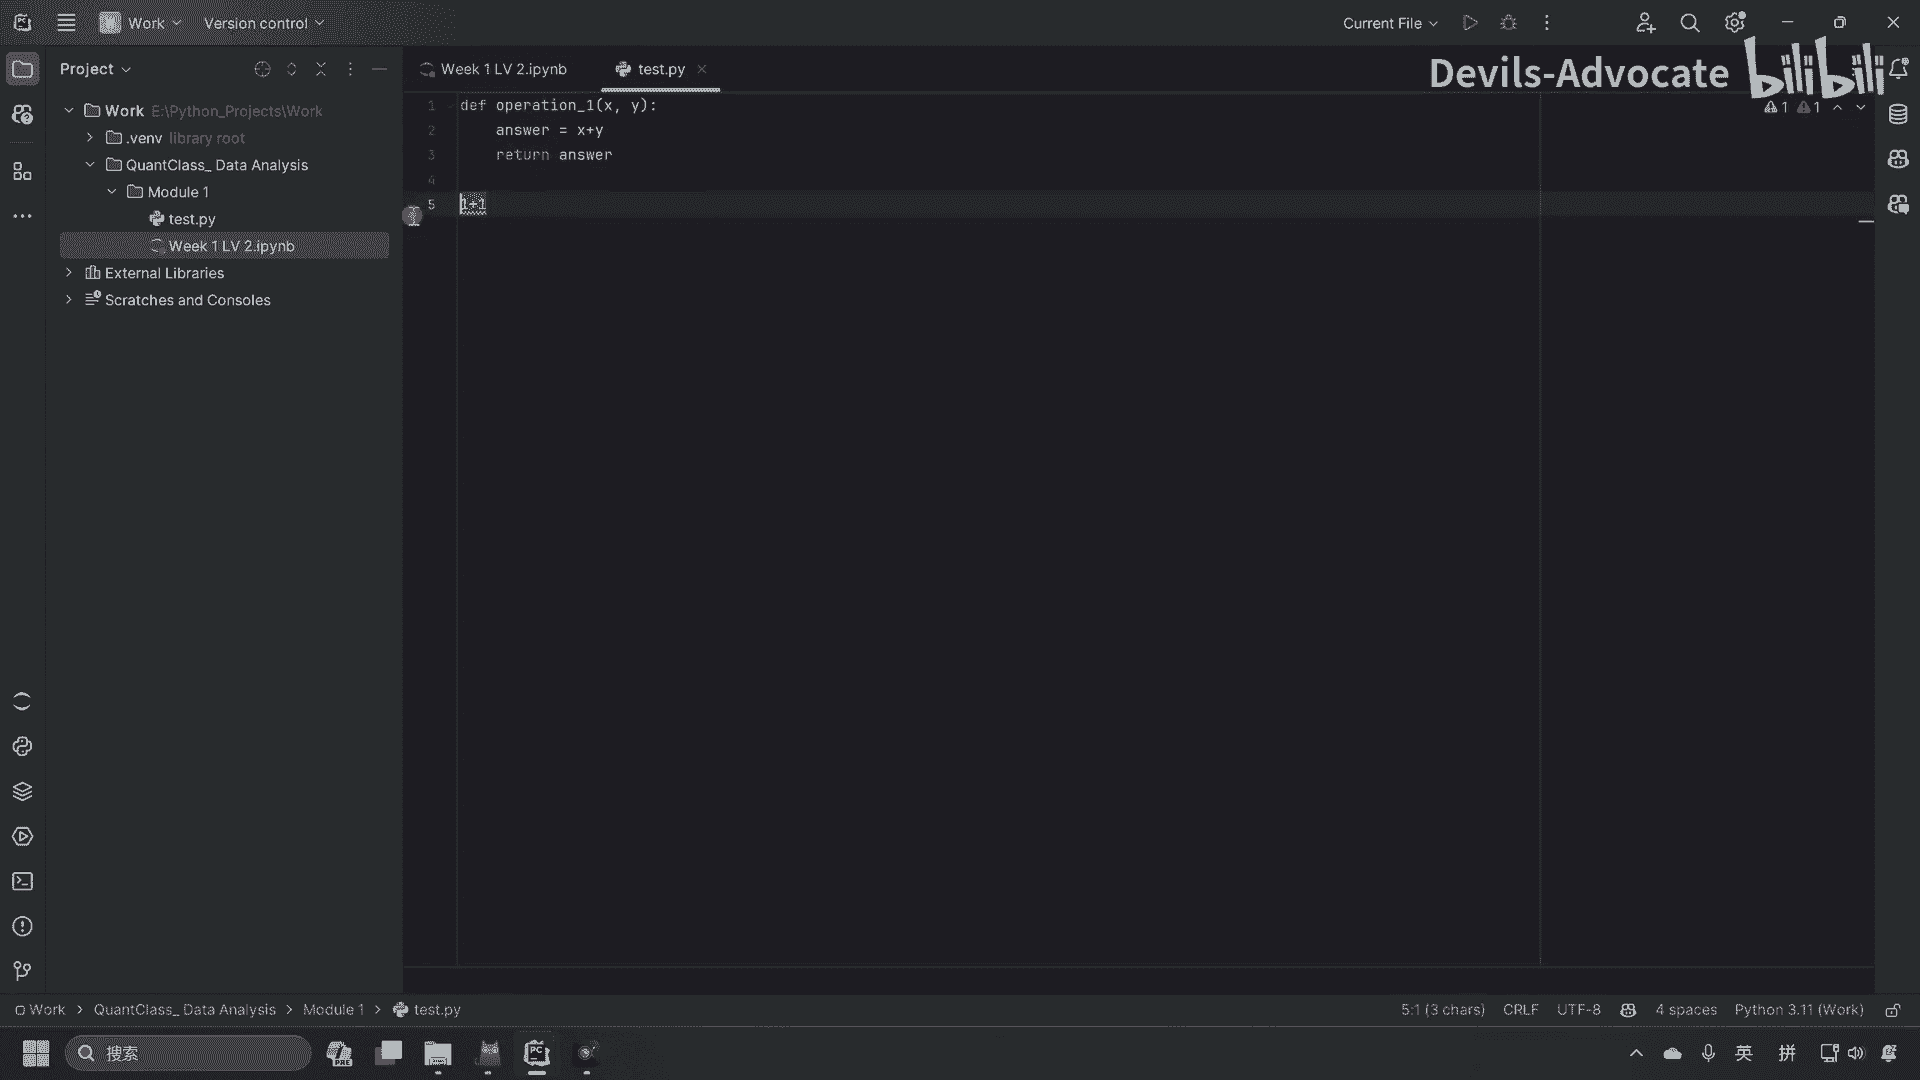 Work
Version control
Current File
Devils-Advocate bilibili
Project
Week 1 LV 2.ipynb
test.py
Work E:\Python_Projects\Work
.venv library root
QuantClass_ Data Analysis
Module 1
test.py
Week 1 LV 2.ipynb
External Libraries
Scratches and Consoles
1 def operation_1(x, y):
2 answer = x+y
3 return answer
4
5 1+1
1 1
Work > QuantClass_ Data Analysis > Module 1 > test.py
5:1 (3 chars) CRLF UTF-8 4 spaces Python 3.11 (Work)
搜索
PRE
PC
英 拼